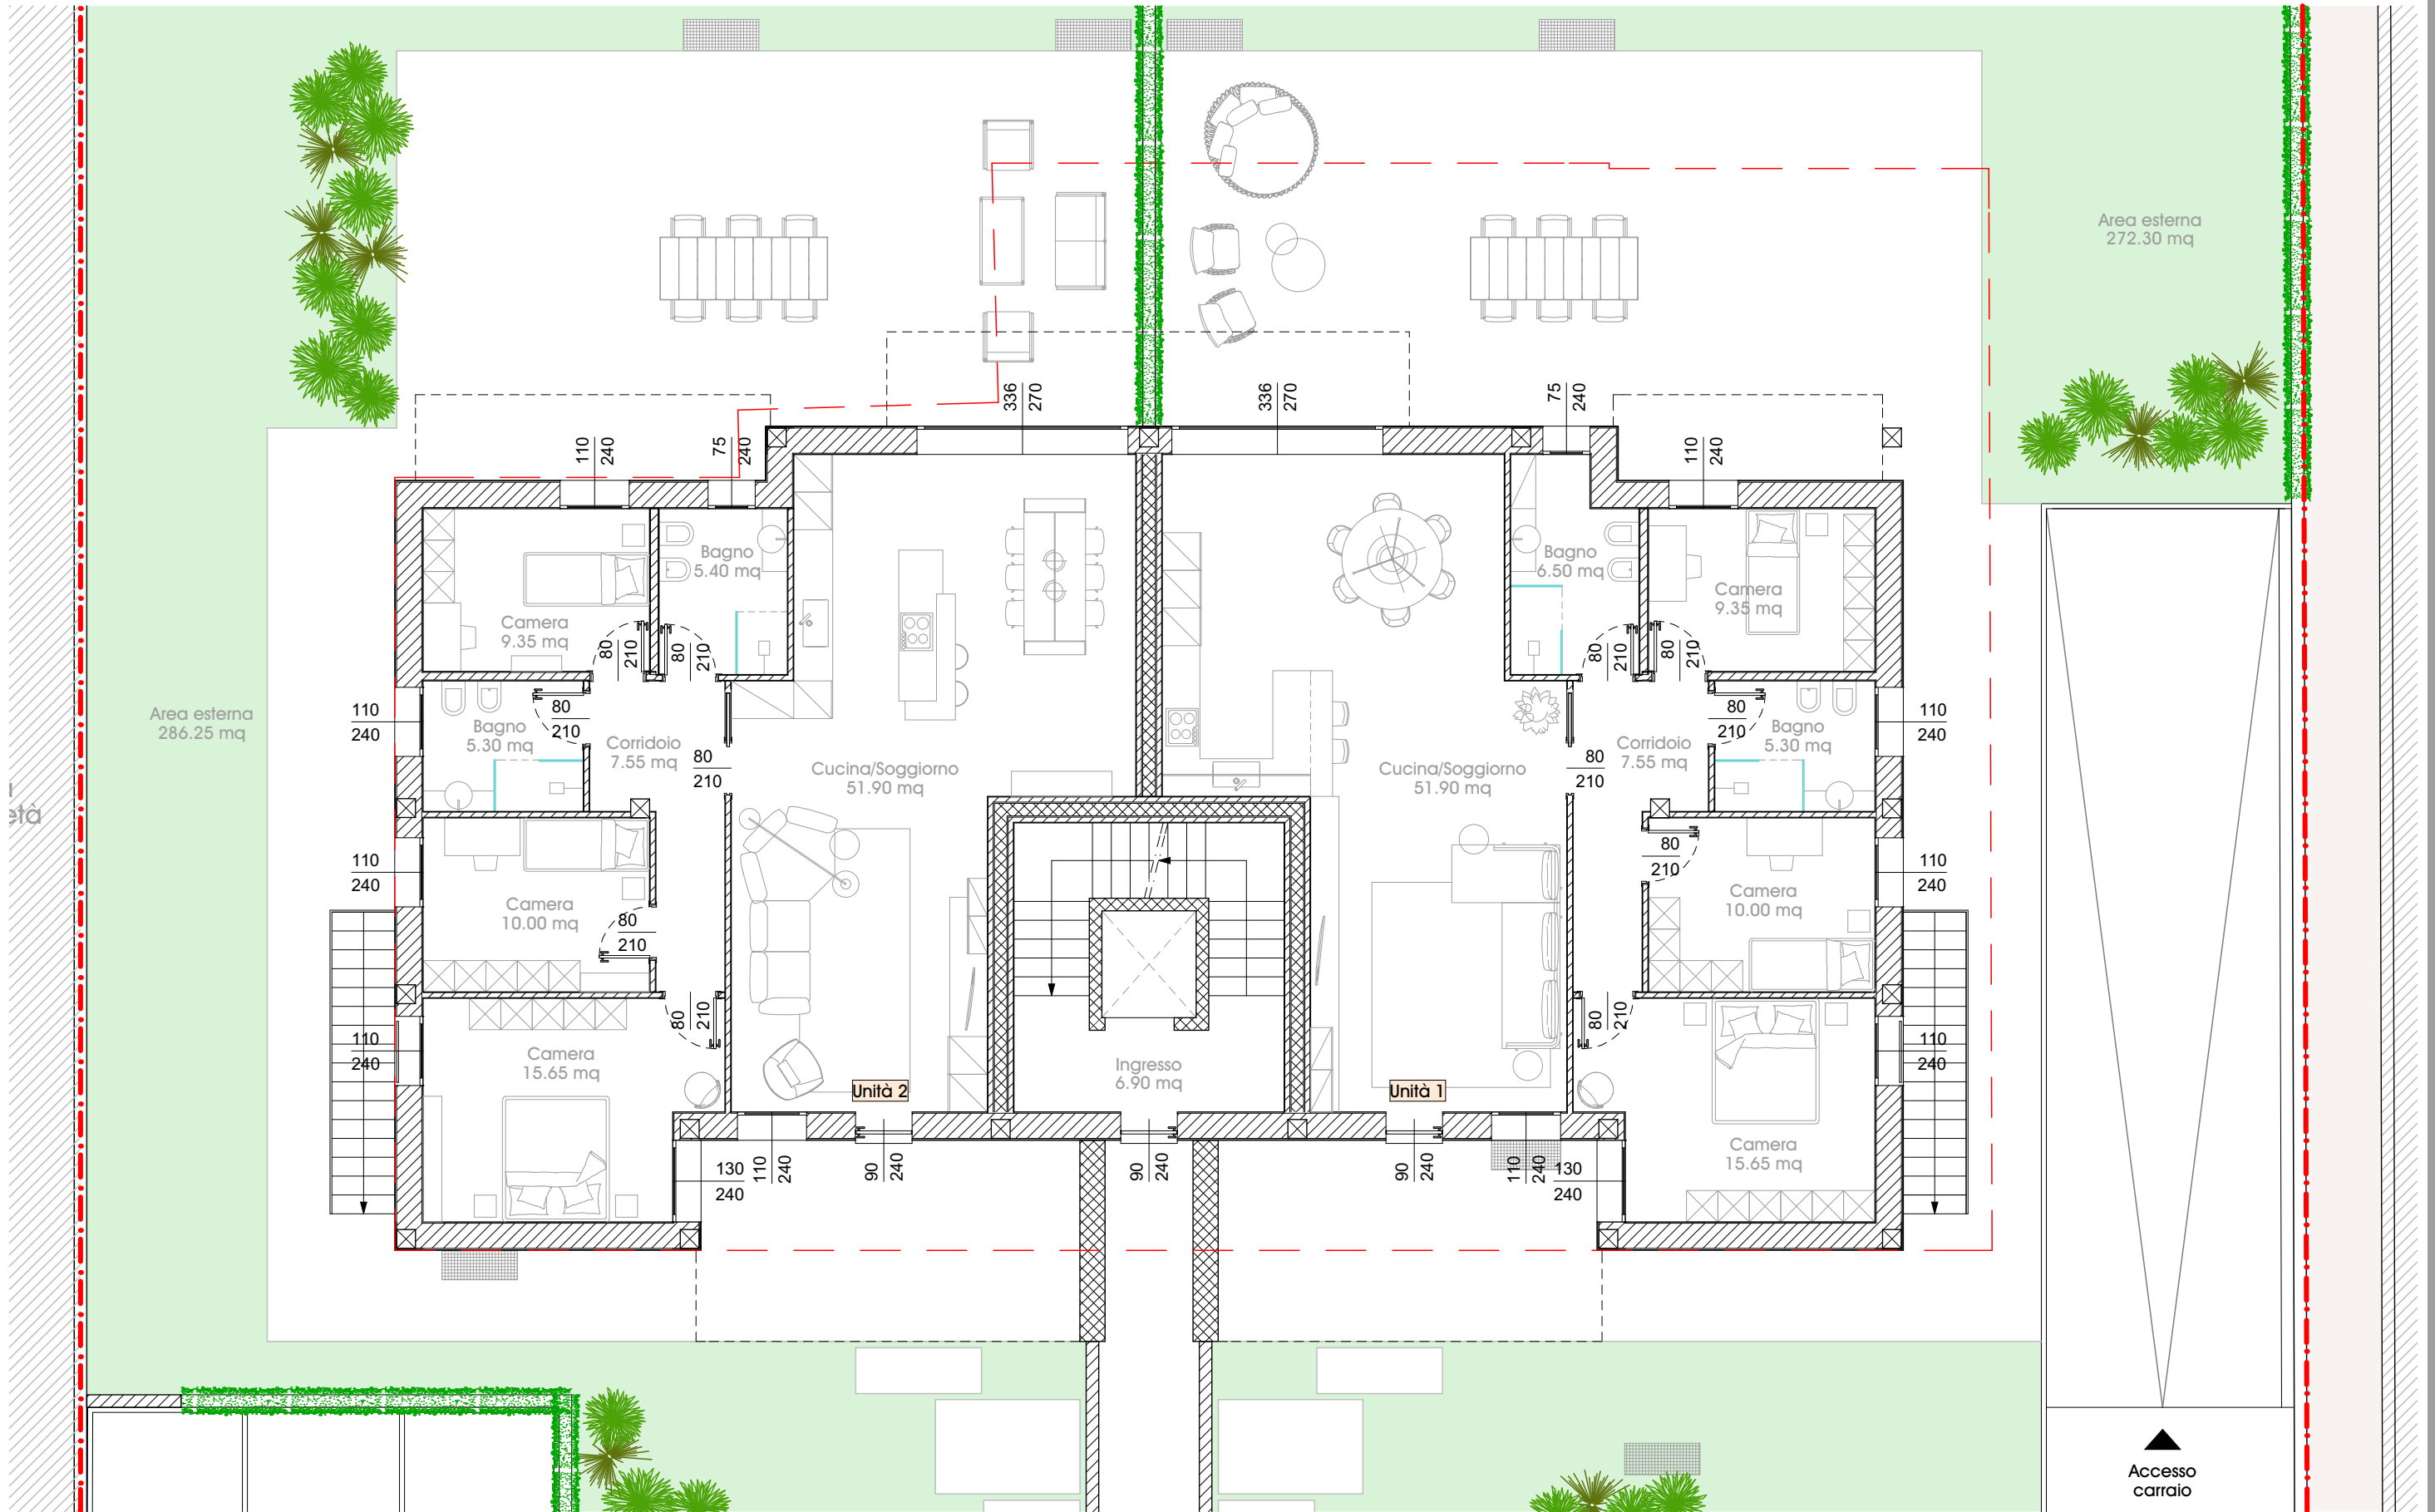 Area esterna
272.30 mq
336
270
336
270
75
240
110
240
75
240
110
240
Bagno
5.40 mq
Bagno
6.50 mq
Camera
9.35 mq
Camera
9.35 mq
80
210
80
210
80
210
80
210
110
240
80
210
Bagno
5.30 mq
Corridoio
7.55 mq
80
210
Cucina/Soggiorno
51.90 mq
Cucina/Soggiorno
51.90 mq
80
210
Corridoio
7.55 mq
80
210
Bagno
5.30 mq
110
240
Area esterna
286.25 mq
età
110
240
Camera
10.00 mq
80
210
80
210
Camera
10.00 mq
110
240
110
240
Camera
15.65 mq
80
210
Ingresso
6.90 mq
80
210
110
240
Unità 2
Unità 1
Camera
15.65 mq
130
240
110
240
90
240
90
240
90
240
110
240
130
240
Accesso
carraio